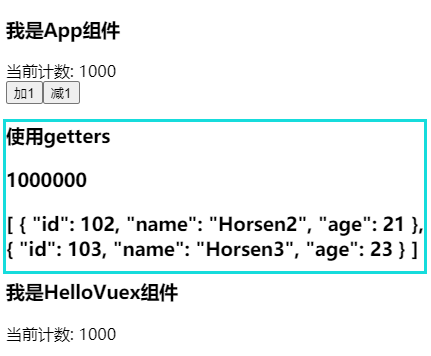 我是App组件
当前计数: 1000
加1 减1
使用getters
1000000
[ { "id": 102, "name": "Horsen2", "age": 21 },
{ "id": 103, "name": "Horsen3", "age": 23 } ]
我是HelloVuex组件
当前计数: 1000